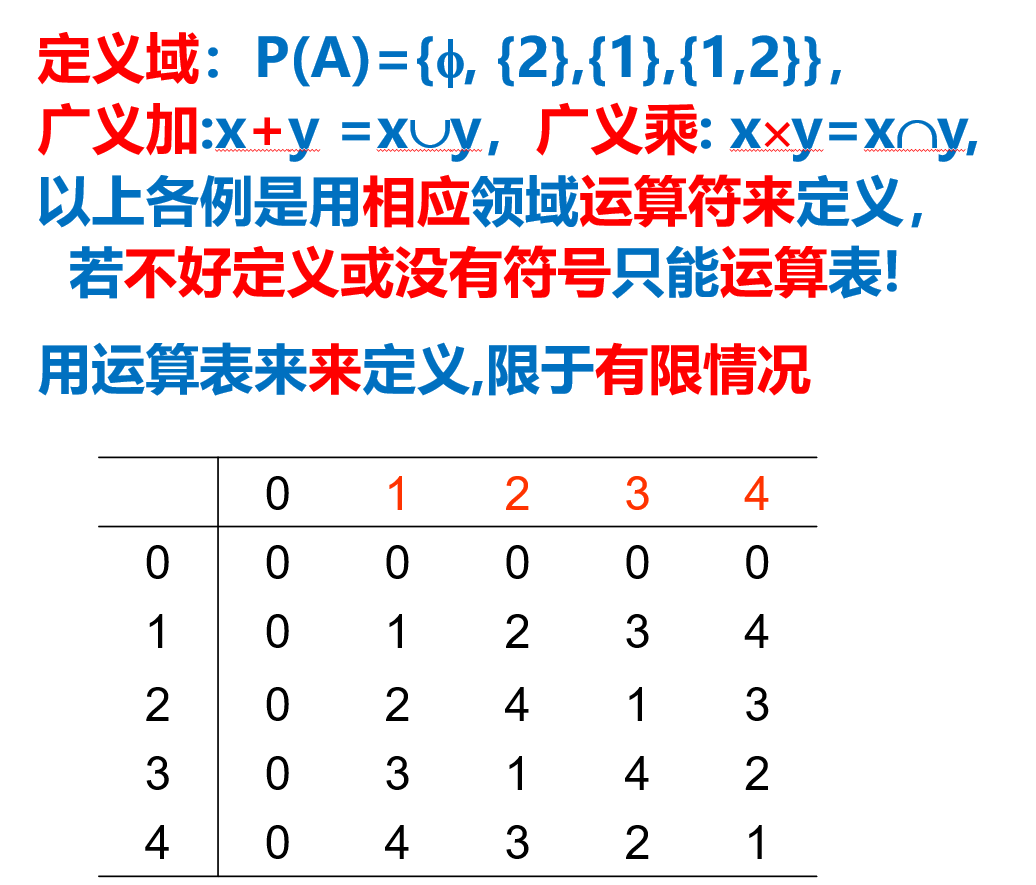 定义域：P(A)={ϕ, {2},{1},{1,2}}，
广义加:x+y =x∪y，广义乘: x×y=x∩y,
以上各例是用相应领域运算符来定义，
若不好定义或没有符号只能运算表!
用运算表来来定义,限于有限情况
0 1 2 3 4
0 0 0 0 0 0
1 0 1 2 3 4
2 0 2 4 1 3
3 0 3 1 4 2
4 0 4 3 2 1